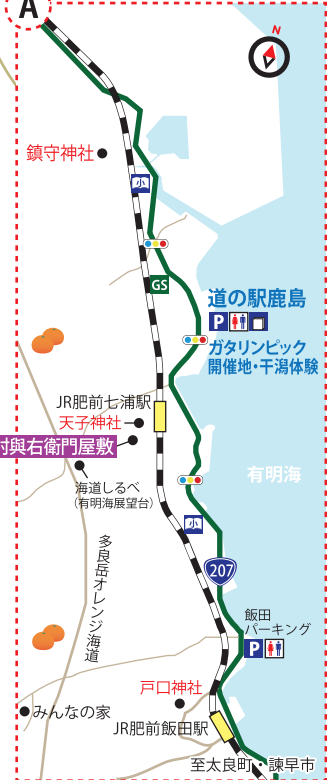 A
N
鎮守神社
小
GS
道の駅鹿島
P
ガタリンピック
開催地・干潟体験
JR肥前七浦駅
天子神社
村與右衛門屋敷
海道しるべ
(有明海展望台)
有明海
小
多良岳オレンジ海道
207
飯田
パーキング
P
戸口神社
みんなの家
JR肥前飯田駅
至太良町・諫早市